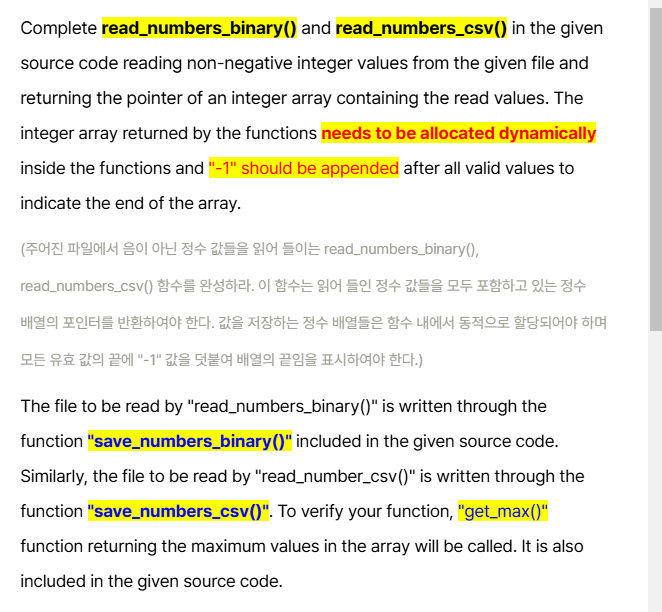 Complete read_numbers_binary() and read_numbers_csv() in the given
source code reading non-negative integer values from the given file and
returning the pointer of an integer array containing the read values. The
integer array returned by the functions needs to be allocated dynamically
inside the functions and "-1" should be appended after all valid values to
indicate the end of the array.
(주어진 파일에서 음이 아닌 정수 값들을 읽어 들이는 read_numbers_binary(),
read_numbers_csv() 함수를 완성하라. 이 함수는 읽어 들인 정수 값들을 모두 포함하고 있는 정수
배열의 포인터를 반환하여야 한다. 값을 저장하는 정수 배열들은 함수 내에서 동적으로 할당되어야 하며
모든 유효 값의 끝에 "-1" 값을 덧붙여 배열의 끝임을 표시하여야 한다.)
The file to be read by "read_numbers_binary()" is written through the
function "save_numbers_binary()" included in the given source code.
Similarly, the file to be read by "read_number_csv()" is written through the
function "save_numbers_csv()". To verify your function, "get_max()"
function returning the maximum values in the array will be called. It is also
included in the given source code.